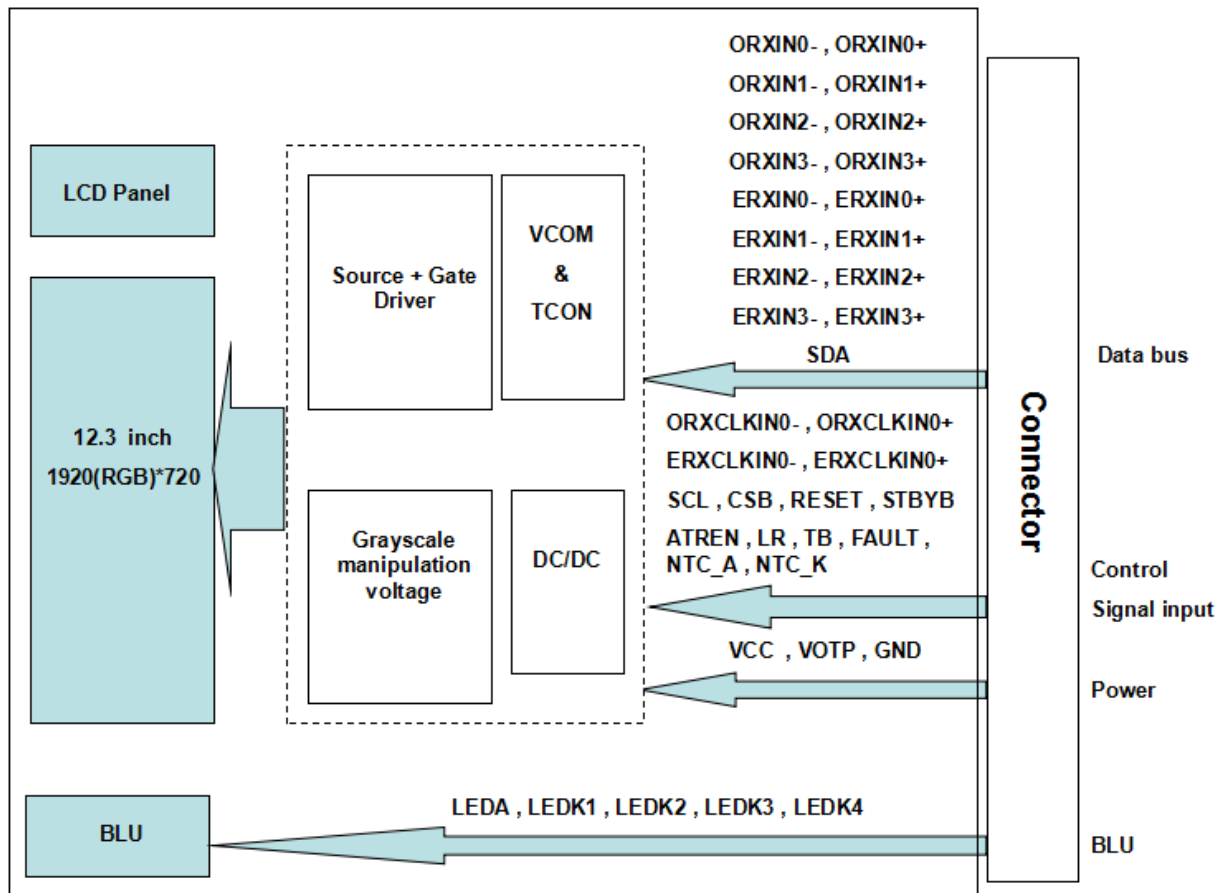 ORXIN0- , ORXIN0+
ORXIN1- , ORXIN1+
ORXIN2- , ORXIN2+
ORXIN3- , ORXIN3+
ERXIN0- , ERXIN0+
ERXIN1- , ERXIN1+
ERXIN2- , ERXIN2+
ERXIN3- , ERXIN3+
SDA
Data bus
LCD Panel
Source + Gate
Driver
VCOM
&
TCON
12.3 inch
1920(RGB)*720
ORXCLKIN0- , ORXCLKIN0+
ERXCLKIN0- , ERXCLKIN0+
SCL , CSB , RESET , STBYB
ATREN , LR , TB , FAULT ,
NTC_A , NTC_K
Connector
Grayscale
manipulation
voltage
DC/DC
Control
Signal input
VCC , VOTP , GND
Power
LEDA , LEDK1 , LEDK2 , LEDK3 , LEDK4
BLU
BLU